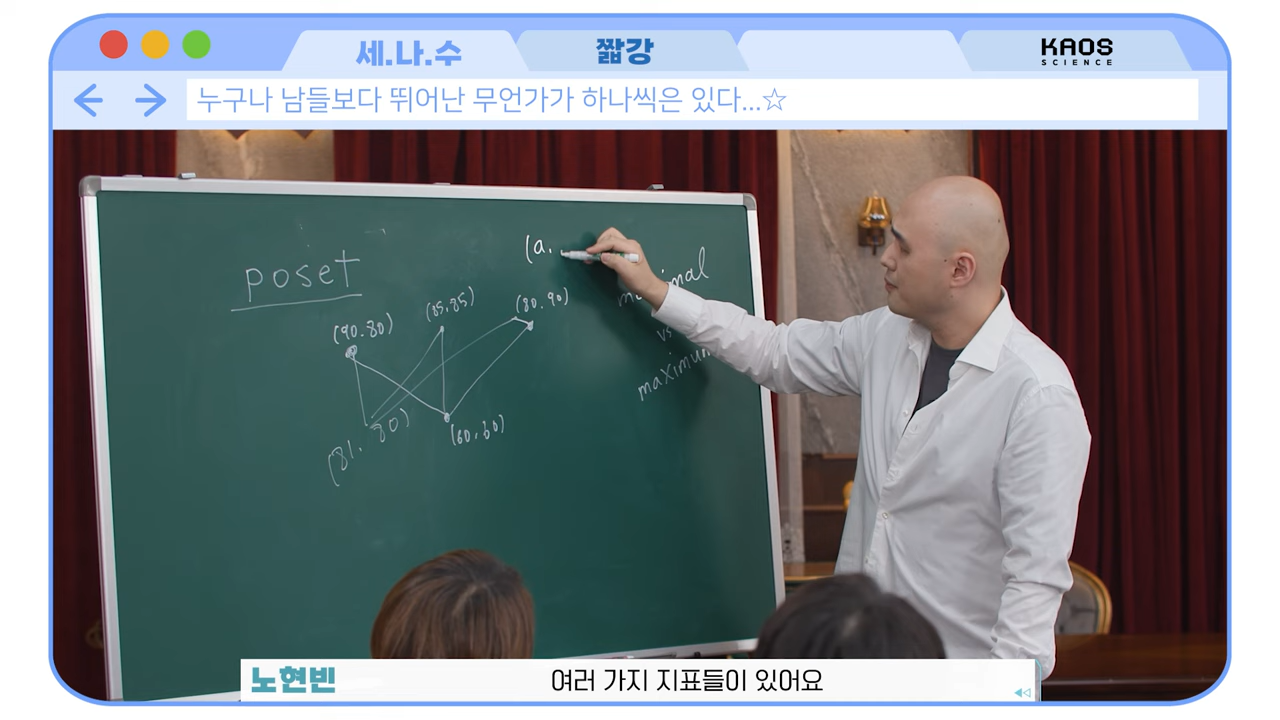 세.나.수
짧강
KAOS
SCIENCE
누구나 남들보다 뛰어난 무언가가 하나씩은 있다...☆
poset
(a.
(90.80)
(85.85)
(80.90)
vs
maximum
(81.80)
(60.60)
노현빈
여러 가지 지표들이 있어요